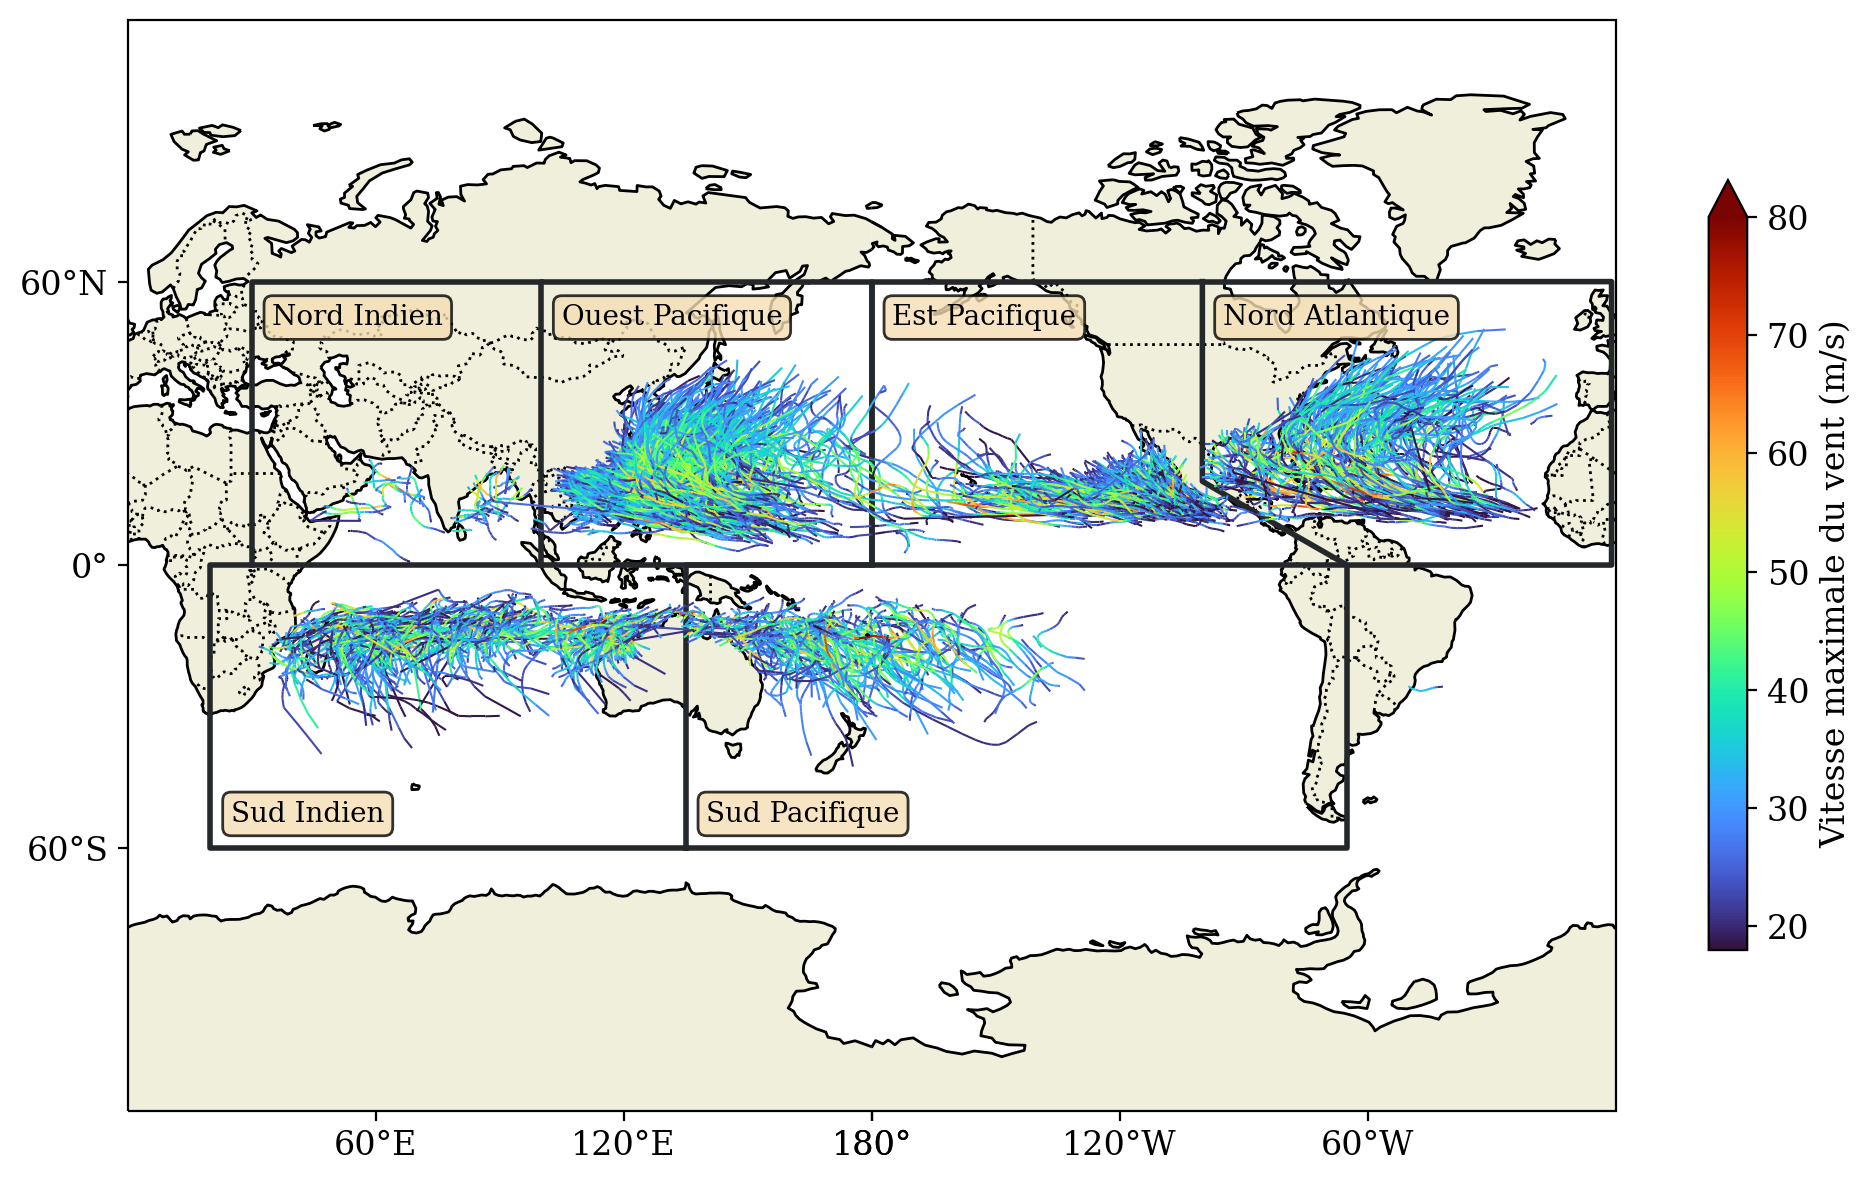 60°N
0°
60°S
Nord Indien
Ouest Pacifique
Est Pacifique
Nord Atlantique
Sud Indien
Sud Pacifique
60°E
120°E
180°
120°W
60°W
80
70
60
50
40
30
20
Vitesse maximale du vent (m/s)